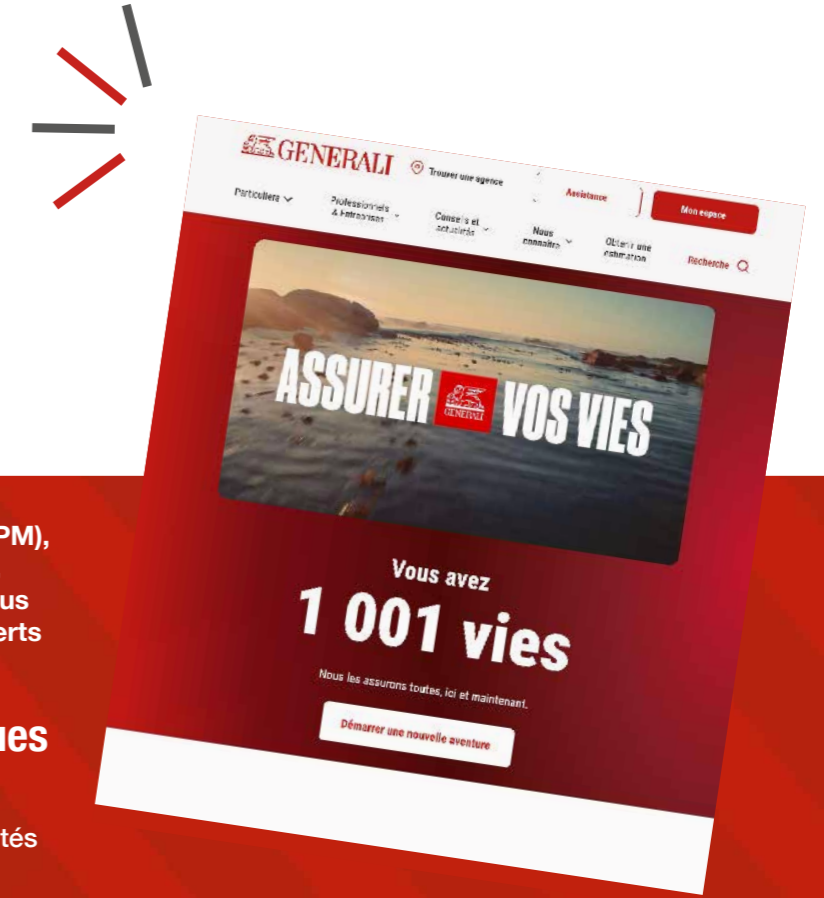 GENERALI
Trouver une agence
Assistance
Mon espace
Particuliers
Professionnels
& Entreprises
Conseils et
actualités
Nous
connaître
Obtenir une
estimation
Recherche
ASSURER GENERALI VOS VIES
Vous avez
1 001 vies
Nous les assurons toutes, ici et maintenant.
Démarrer une nouvelle aventure
PM),
us
erts
ues
tés